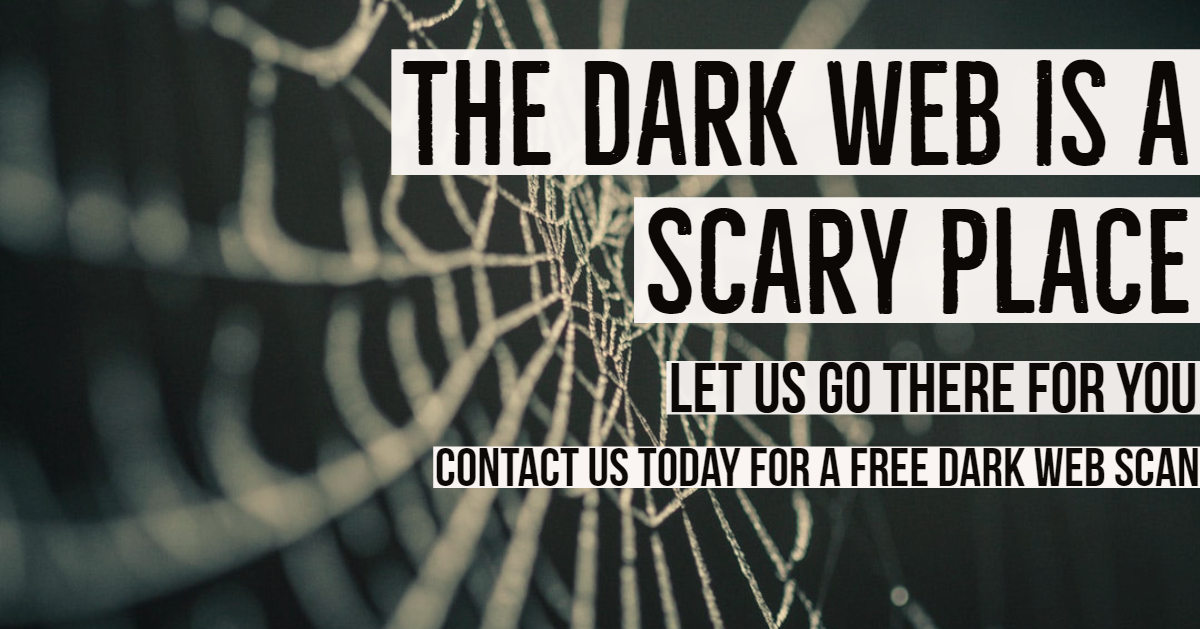 THE DARK WEB IS A
SCARY PLACE
LET US GO THERE FOR YOU
CONTACT US TODAY FOR A FREE DARK WEB SCAN